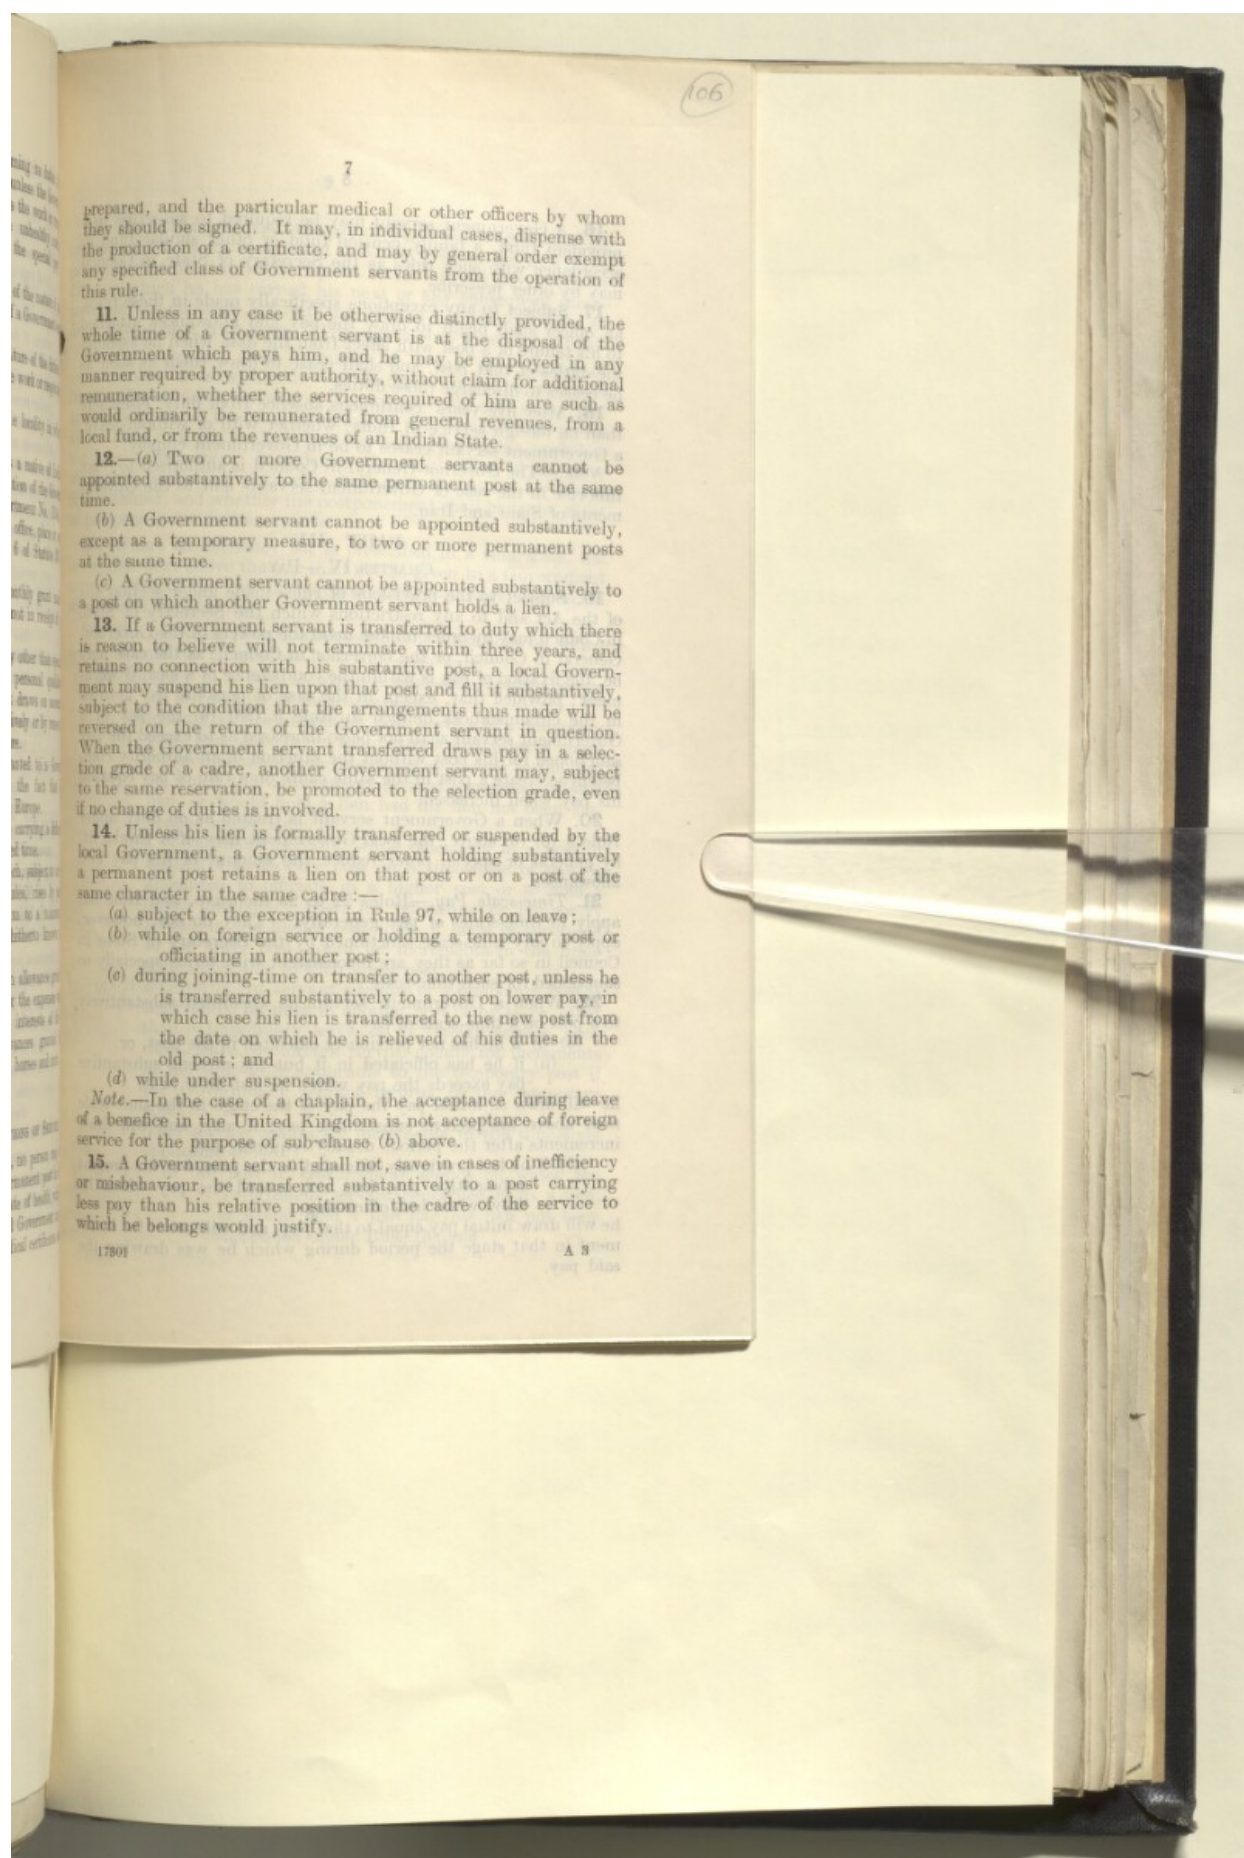 106
7
prepared, and the particular medical or other officers by whom
they should be signed. It may, in individual cases, dispense with
the production of a certificate, and may by general order exempt
any specified class of Government servants from the operation of
this rule.
11. Unless in any case it be otherwise distinctly provided, the
whole time of a Government servant is at the disposal of the
Government which pays him, and he may be employed in any
manner required by proper authority, without claim for additional
remuneration, whether the services required of him are such as
would ordinarily be remunerated from general revenues, from a
local fund, or from the revenues of an Indian State.
12.—(a) Two or more Government servants cannot be
appointed substantively to the same permanent post at the same
time.
(b) A Government servant cannot be appointed substantively,
except as a temporary measure, to two or more permanent posts
at the same time.
(c) A Government servant cannot be appointed substantively to
a post on which another Government servant holds a lien.
13. If a Government servant is transferred to duty which there
is reason to believe will not terminate within three years, and
retains no connection with his substantive post, a local Govern-
ment may suspend his lien upon that post and fill it substantively,
subject to the condition that the arrangements thus made will be
reversed on the return of the Government servant in question.
When the Government servant transferred draws pay in a selec-
tion grade of a cadre, another Government servant may, subject
to the same reservation, be promoted to the selection grade, even
if no change of duties is involved.
14. Unless his lien is formally transferred or suspended by the
local Government, a Government servant holding substantively
a permanent post retains a lien on that post or on a post of the
same character in the same cadre :—
(a) subject to the exception in Rule 97, while on leave;
(b) while on foreign service or holding a temporary post or
officiating in another post;
(c) during joining-time on transfer to another post, unless he
is transferred substantively to a post on lower pay, in
which case his lien is transferred to the new post from
the date on which he is relieved of his duties in the
old post; and
(d) while under suspension.
Note.—In the case of a chaplain, the acceptance during leave
of a benefice in the United Kingdom is not acceptance of foreign
service for the purpose of sub-clause (b) above.
15. A Government servant shall not, save in cases of inefficiency
or misbehaviour, be transferred substantively to a post carrying
less pay than his relative position in the cadre of the service to
which he belongs would justify.
A 3